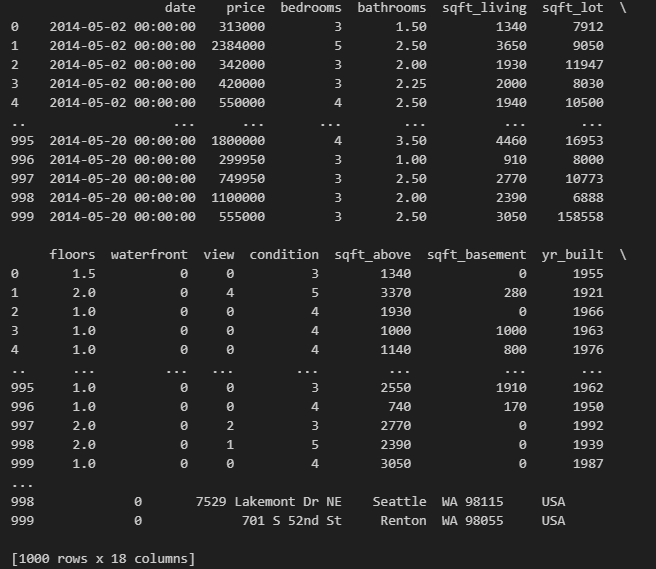 date price bedrooms bathrooms sqft_living sqft_lot \
0 2014-05-02 00:00:00 313000 3 1.50 1340 7912
1 2014-05-02 00:00:00 2384000 5 2.50 3650 9050
2 2014-05-02 00:00:00 342000 3 2.00 1930 11947
3 2014-05-02 00:00:00 420000 3 2.25 2000 8030
4 2014-05-02 00:00:00 550000 4 2.50 1940 10500
.. ... ... ... ... ... ...
995 2014-05-20 00:00:00 1800000 4 3.50 4460 16953
996 2014-05-20 00:00:00 299950 3 1.00 910 8000
997 2014-05-20 00:00:00 749950 3 2.50 2770 10773
998 2014-05-20 00:00:00 1100000 3 2.00 2390 6888
999 2014-05-20 00:00:00 555000 3 2.50 3050 158558
floors waterfront view condition sqft_above sqft_basement yr_built \
0 1.5 0 0 3 1340 0 1955
1 2.0 0 4 5 3370 280 1921
2 1.0 0 0 4 1930 0 1966
3 1.0 0 0 4 1000 1000 1963
4 1.0 0 0 4 1140 800 1976
.. ... ... ... ... ... ... ...
995 1.0 0 0 3 2550 1910 1962
996 1.0 0 0 4 740 170 1950
997 2.0 0 2 3 2770 0 1992
998 2.0 0 1 5 2390 0 1939
999 1.0 0 0 4 3050 0 1987
...
998 0 7529 Lakemont Dr NE Seattle WA 98115 USA
999 0 701 S 52nd St Renton WA 98055 USA
[1000 rows x 18 columns]